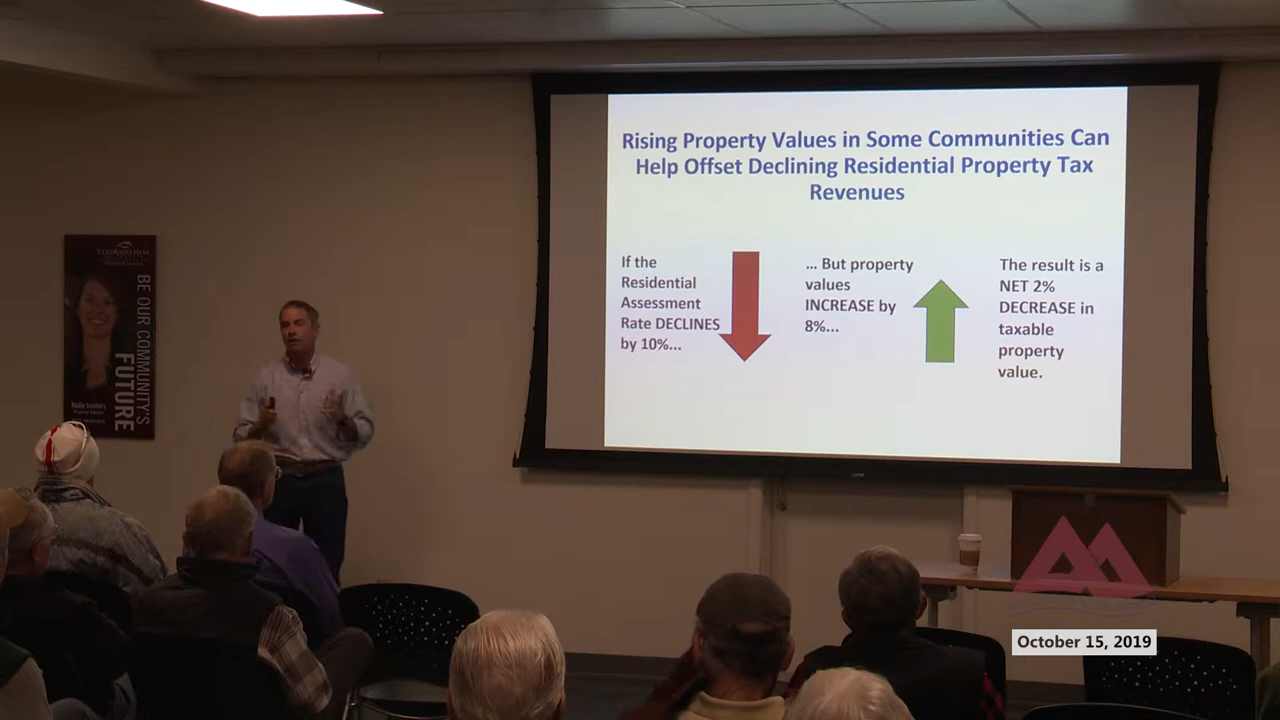 Rising Property Values in Some Communities Can
Help Offset Declining Residential Property Tax
Revenues
If the
Residential
Assessment
Rate DECLINES
by 10%...
... But property
values
INCREASE by
8%...
The result is a
NET 2%
DECREASE in
taxable
property
value.
COLORADO MESA
BE OUR COMMUNITY'S
FUTURE
October 15, 2019